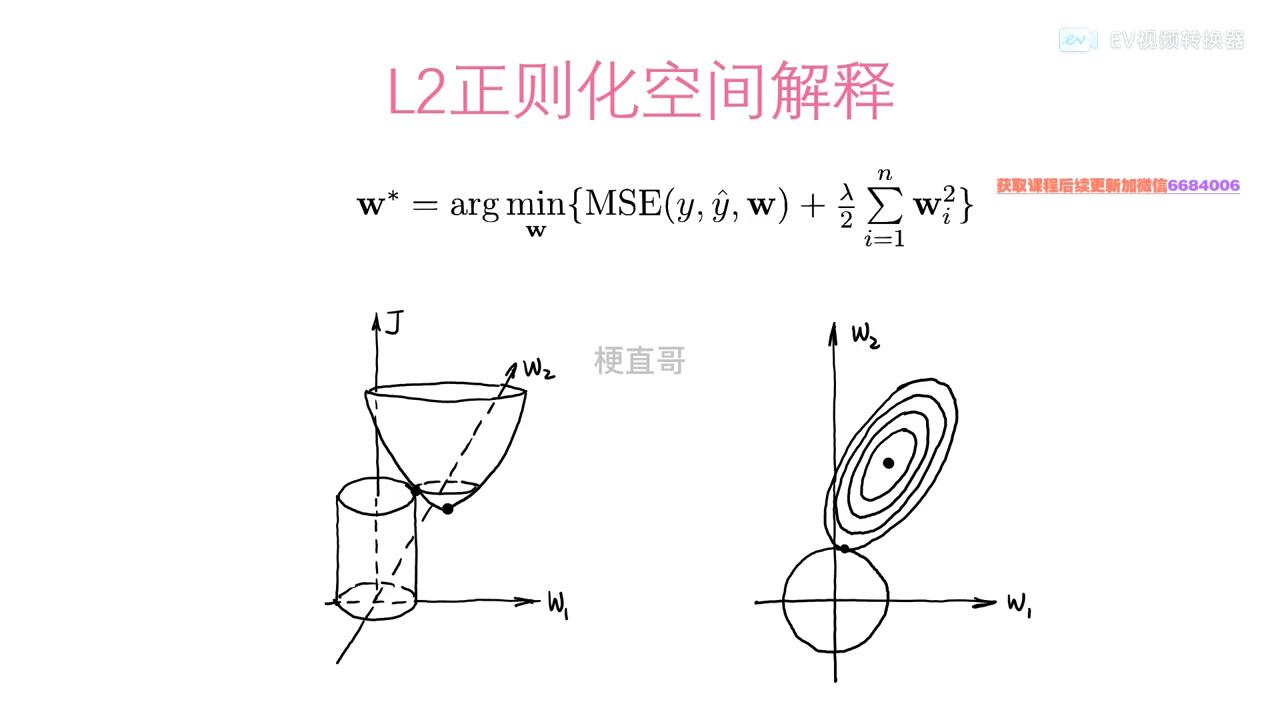 EV视频转换器
L2正则化空间解释
获取课程后续更新加微信6684006
w* = arg min_w{MSE(y, ŷ, w) + λ/2 ∑_{i=1}^{n} w_i^2}
J
W₂
梗直哥
W₂
W₁
W₁